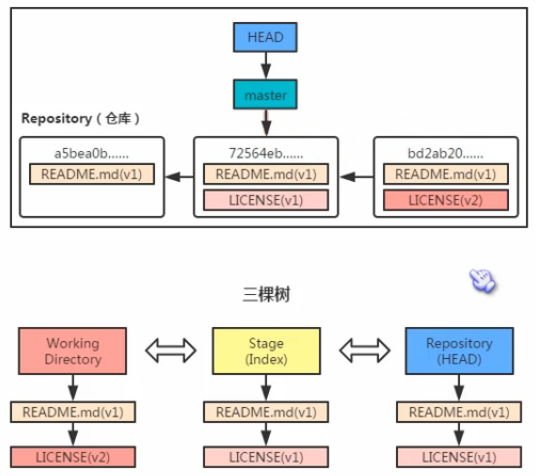 HEAD
master
Repository（仓库）
a5bea0b…… 72564eb…… bd2ab20……
README.md(v1) README.md(v1) README.md(v1)
LICENSE(v1) LICENSE(v2)
三棵树
Working Directory
Stage (Index)
Repository (HEAD)
README.md(v1) README.md(v1) README.md(v1)
LICENSE(v2) LICENSE(v1) LICENSE(v1)